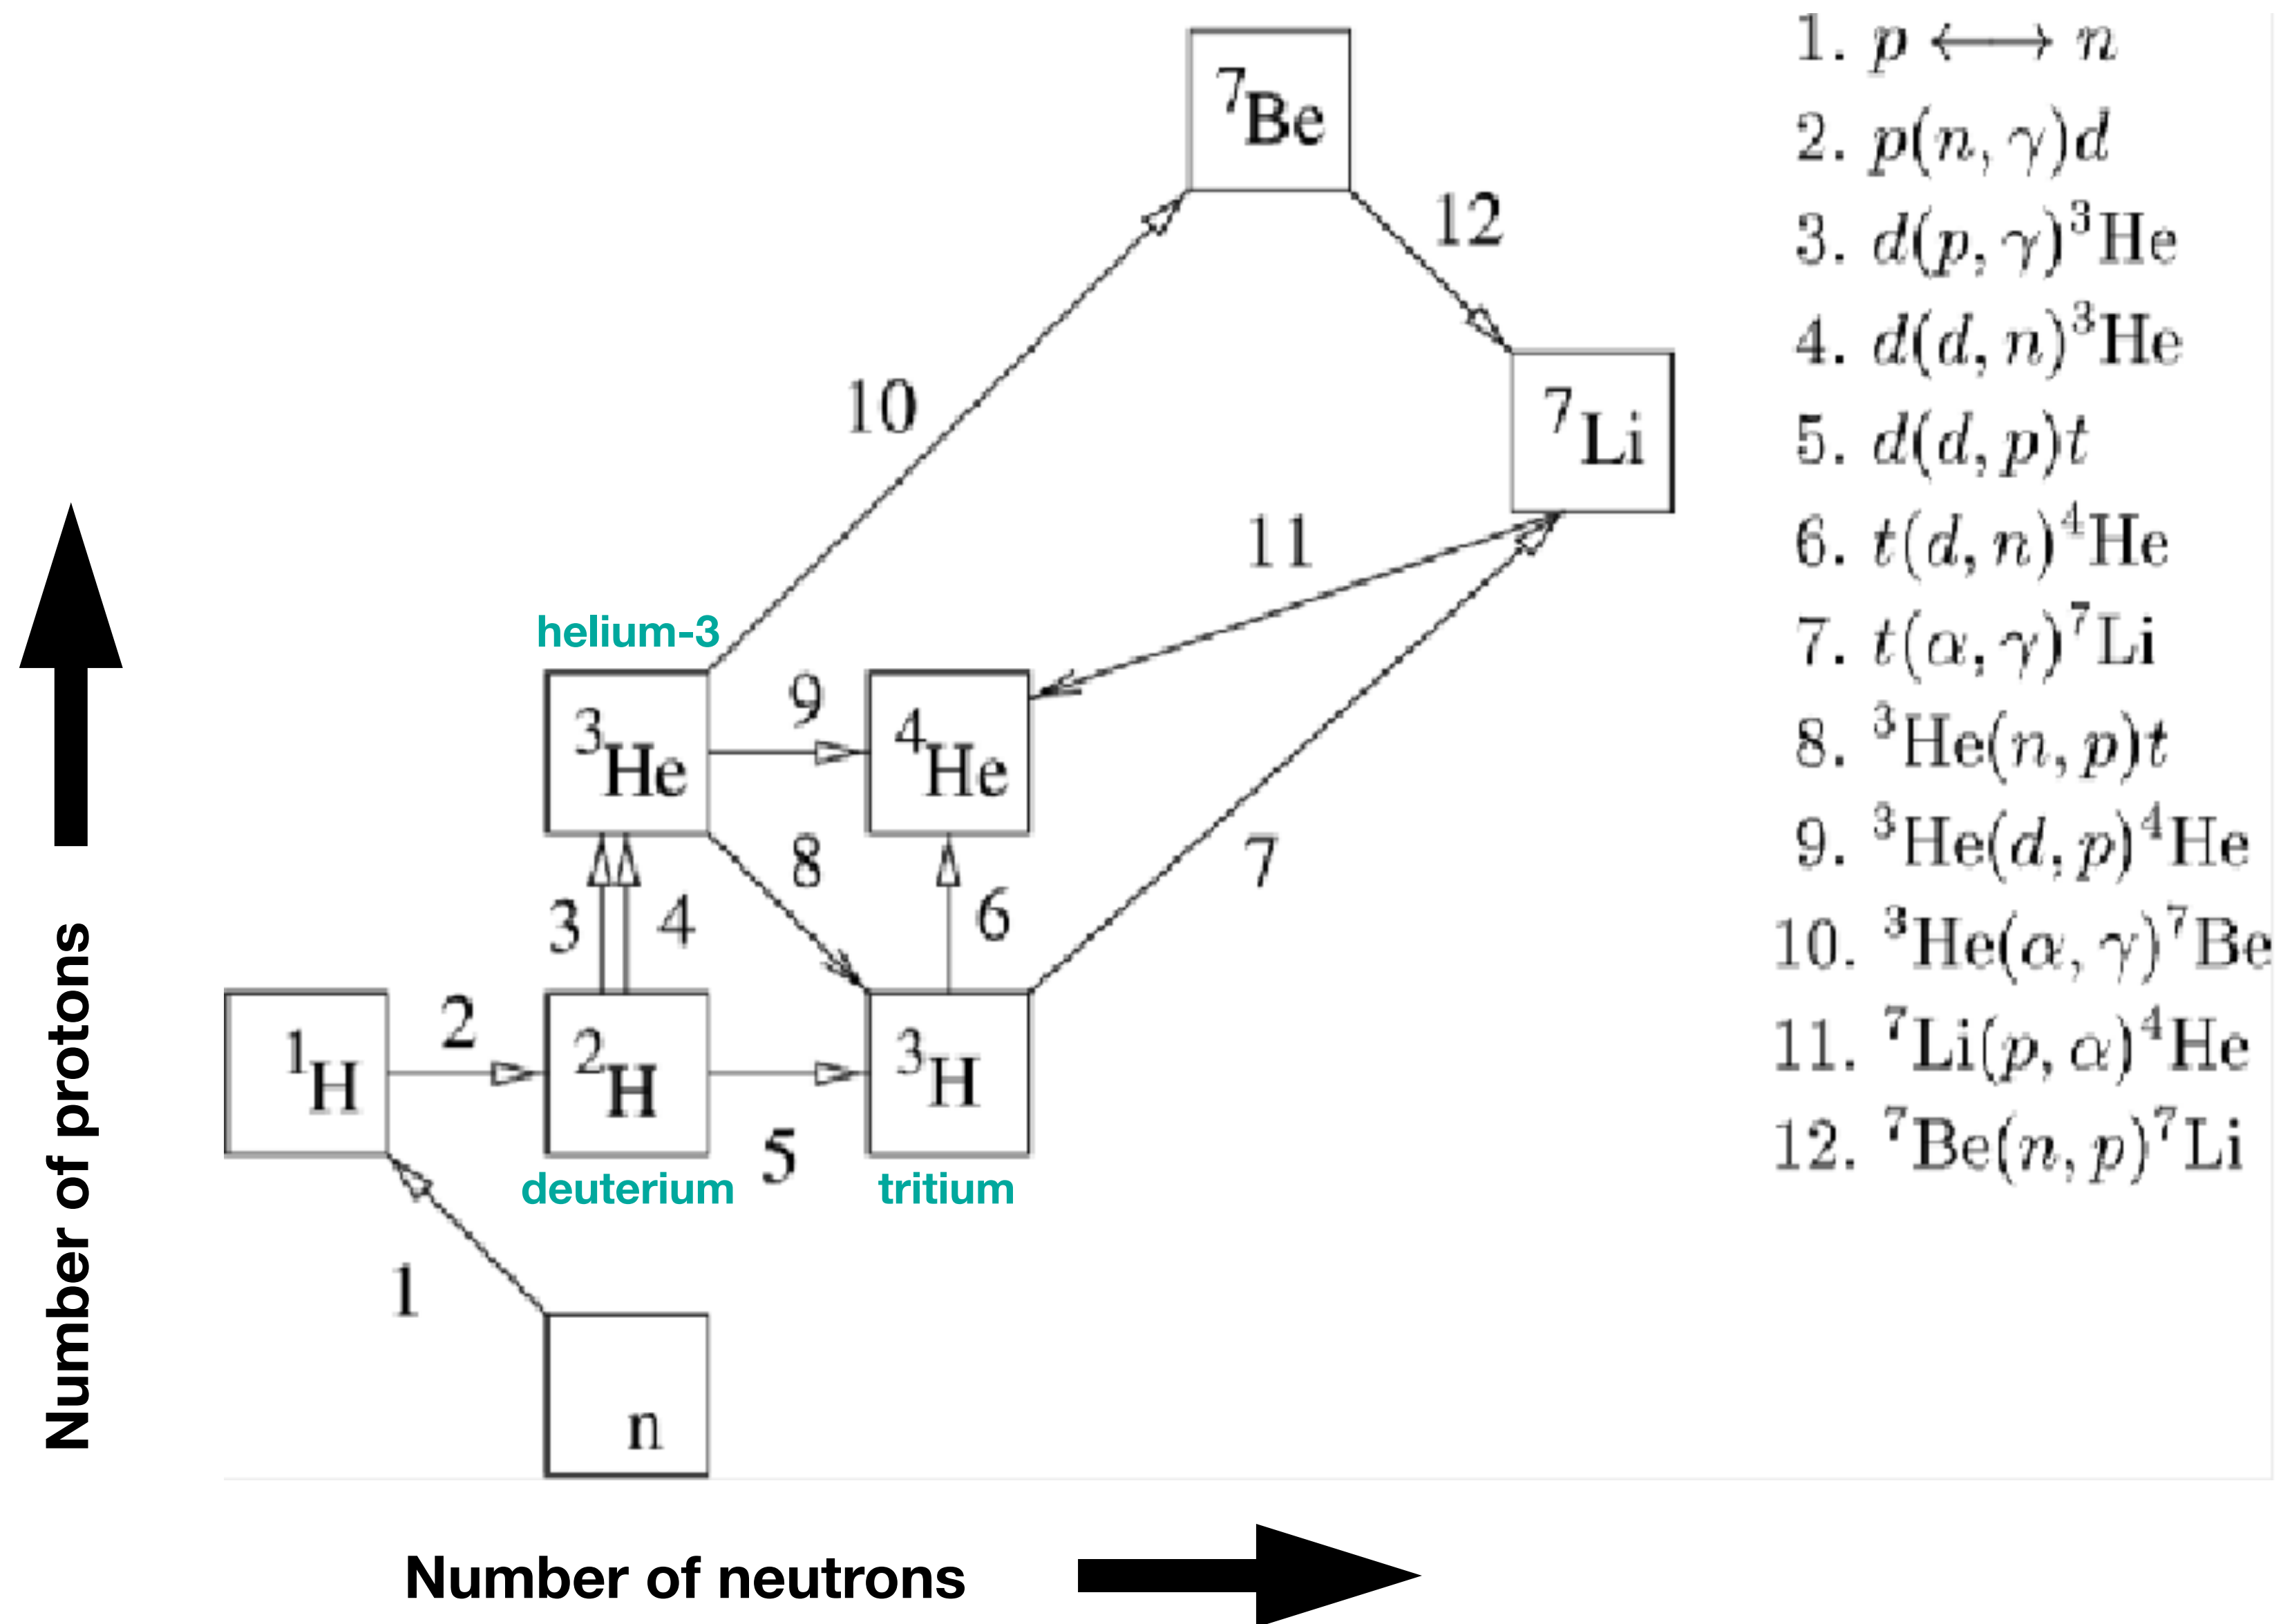 ⁷Be
12
⁷Li
10
11
helium-3
³He
9
⁴He
8
7
3
4
6
¹H
2
²H
5
³H
deuterium
tritium
1
n
Number of protons
Number of neutrons
1. p ⟷ n
2. p(n, γ)d
3. d(p, γ)³He
4. d(d, n)³He
5. d(d, p)t
6. t(d, n)⁴He
7. t(α, γ)⁷Li
8. ³He(n, p)t
9. ³He(d, p)⁴He
10. ³He(α, γ)⁷Be
11. ⁷Li(p, α)⁴He
12. ⁷Be(n, p)⁷Li